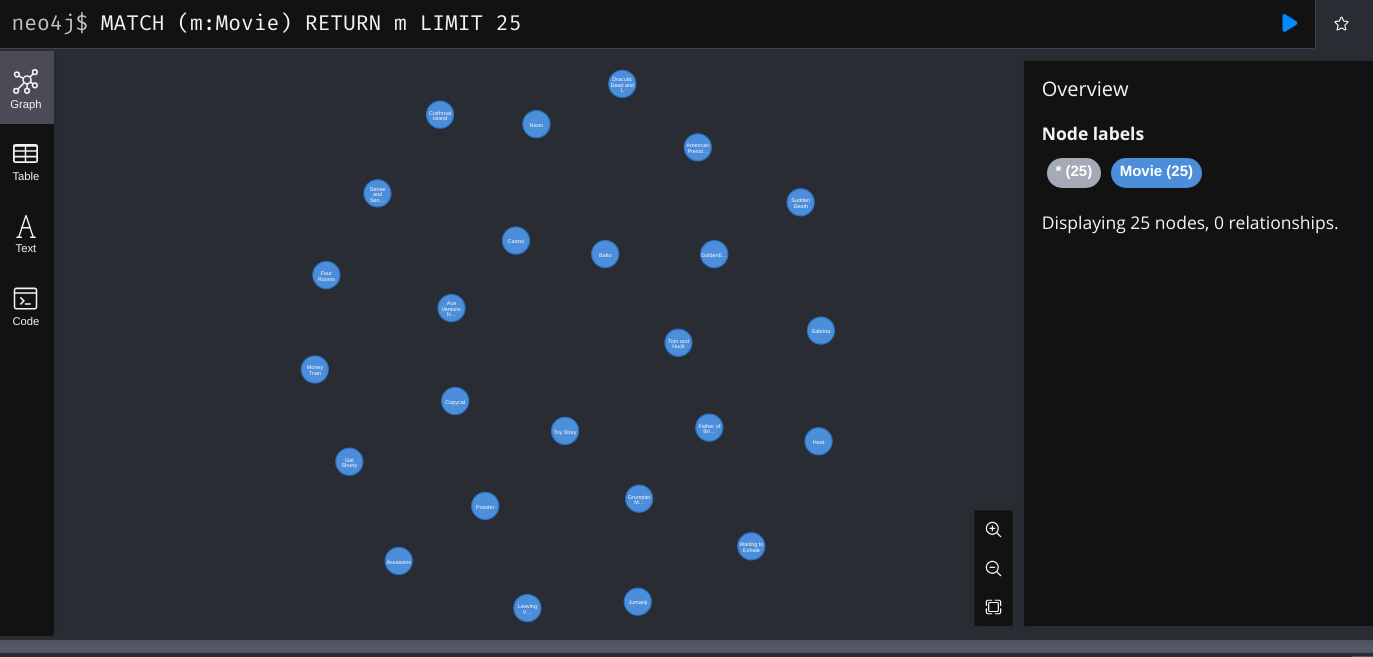 neo4j$ MATCH (m:Movie) RETURN m LIMIT 25
Graph
Table
Text
Code
Dracula:
Dead and
L…
Cutthroat
Island
Nixon
American
Presid…
Sense
and
Sen…
Sudden
Death
Casino
Balto
GoldenE…
Four
Rooms
Ace
Ventura:
N…
Sabrina
Tom and
Huck
Money
Train
Copycat
Toy Story
Father of
Bri…
Heat
Get
Shorty
Powder
Grumpier
M…
Waiting to
Exhale
Assassins
Leaving
V…
Jumanji
Overview
Node labels
* (25)
Movie (25)
Displaying 25 nodes, 0 relationships.